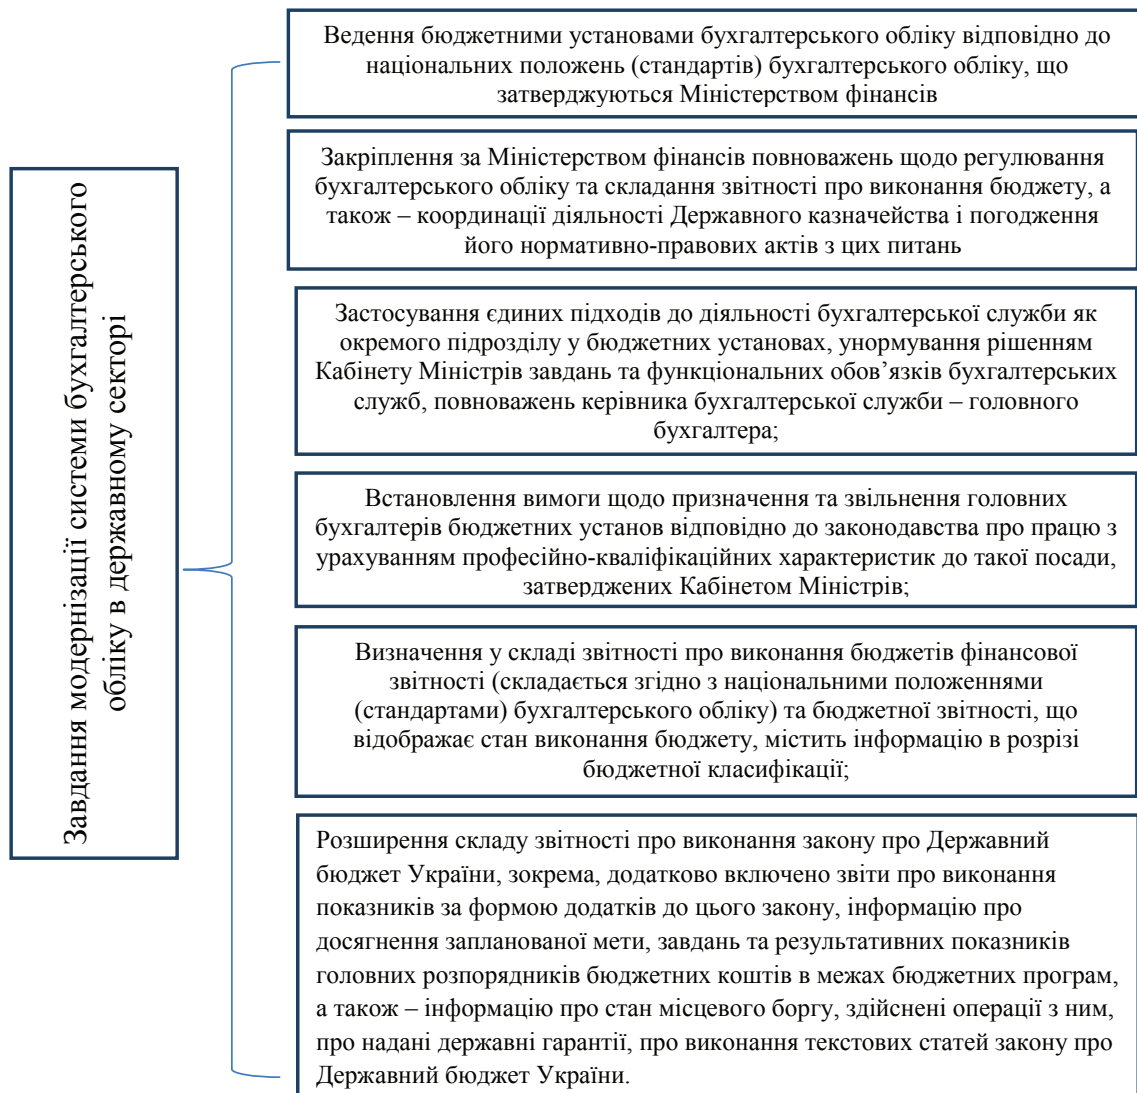 Завдання модернізації системи бухгалтерського
обліку в державному секторі
Ведення бюджетними установами бухгалтерського обліку відповідно до
національних положень (стандартів) бухгалтерського обліку, що
затверджуються Міністерством фінансів
Закріплення за Міністерством фінансів повноважень щодо регулювання
бухгалтерського обліку та складання звітності про виконання бюджету, а
також – координації діяльності Державного казначейства і погодження
його нормативно-правових актів з цих питань
Застосування єдиних підходів до діяльності бухгалтерської служби як
окремого підрозділу у бюджетних установах, унормування рішенням
Кабінету Міністрів завдань та функціональних обов’язків бухгалтерських
служб, повноважень керівника бухгалтерської служби – головного
бухгалтера;
Встановлення вимоги щодо призначення та звільнення головних
бухгалтерів бюджетних установ відповідно до законодавства про працю з
урахуванням професійно-кваліфікаційних характеристик до такої посади,
затверджених Кабінетом Міністрів;
Визначення у складі звітності про виконання бюджетів фінансової
звітності (складається згідно з національними положеннями
(стандартами) бухгалтерського обліку) та бюджетної звітності, що
відображає стан виконання бюджету, містить інформацію в розрізі
бюджетної класифікації;
Розширення складу звітності про виконання закону про Державний
бюджет України, зокрема, додатково включено звіти про виконання
показників за формою додатків до цього закону, інформацію про
досягнення запланованої мети, завдань та результативних показників
головних розпорядників бюджетних коштів в межах бюджетних програм,
а також – інформацію про стан місцевого боргу, здійснені операції з ним,
про надані державні гарантії, про виконання текстових статей закону про
Державний бюджет України.